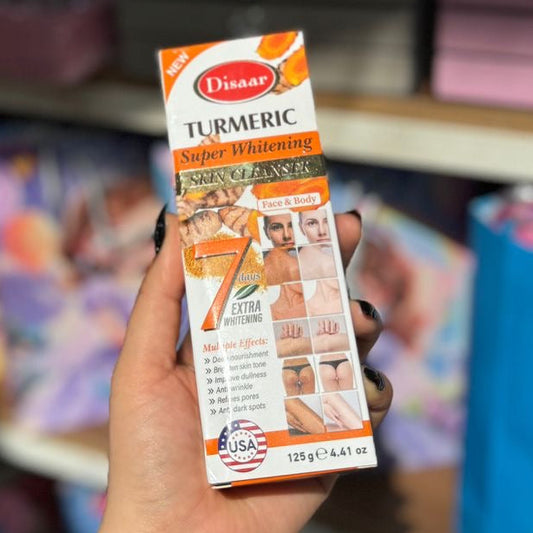 NEW
Disaar
TURMERIC
Super Whitening
SKIN CLEANSER
Face & Body
7
days
EXTRA
WHITENING
Multiple Effects:
>> Deep nourishment
>> Brighten skin tone
>> Improve dullness
>> Anti wrinkle
>> Refines pores
>> Anti dark spots
USA
125 g ℮ 4.41 oz